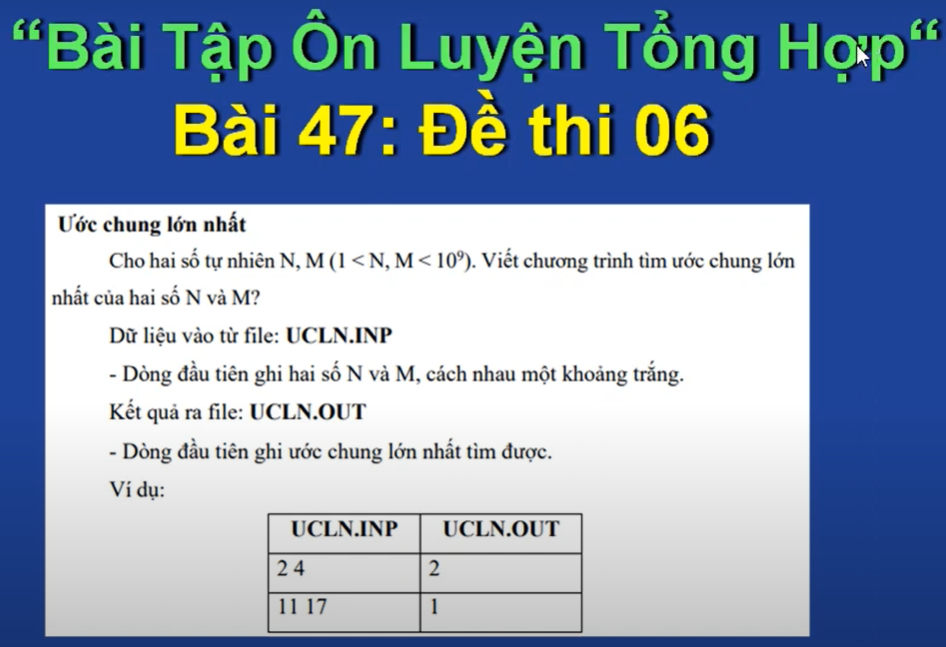 “Bài Tập Ôn Luyện Tổng Hợp“
Bài 47: Đề thi 06
Ước chung lớn nhất
Cho hai số tự nhiên N, M (1 < N, M < 10⁹). Viết chương trình tìm ước chung lớn
nhất của hai số N và M?
Dữ liệu vào từ file: UCLN.INP
- Dòng đầu tiên ghi hai số N và M, cách nhau một khoảng trắng.
Kết quả ra file: UCLN.OUT
- Dòng đầu tiên ghi ước chung lớn nhất tìm được.
Ví dụ:
UCLN.INP UCLN.OUT
2 4 2
11 17 1